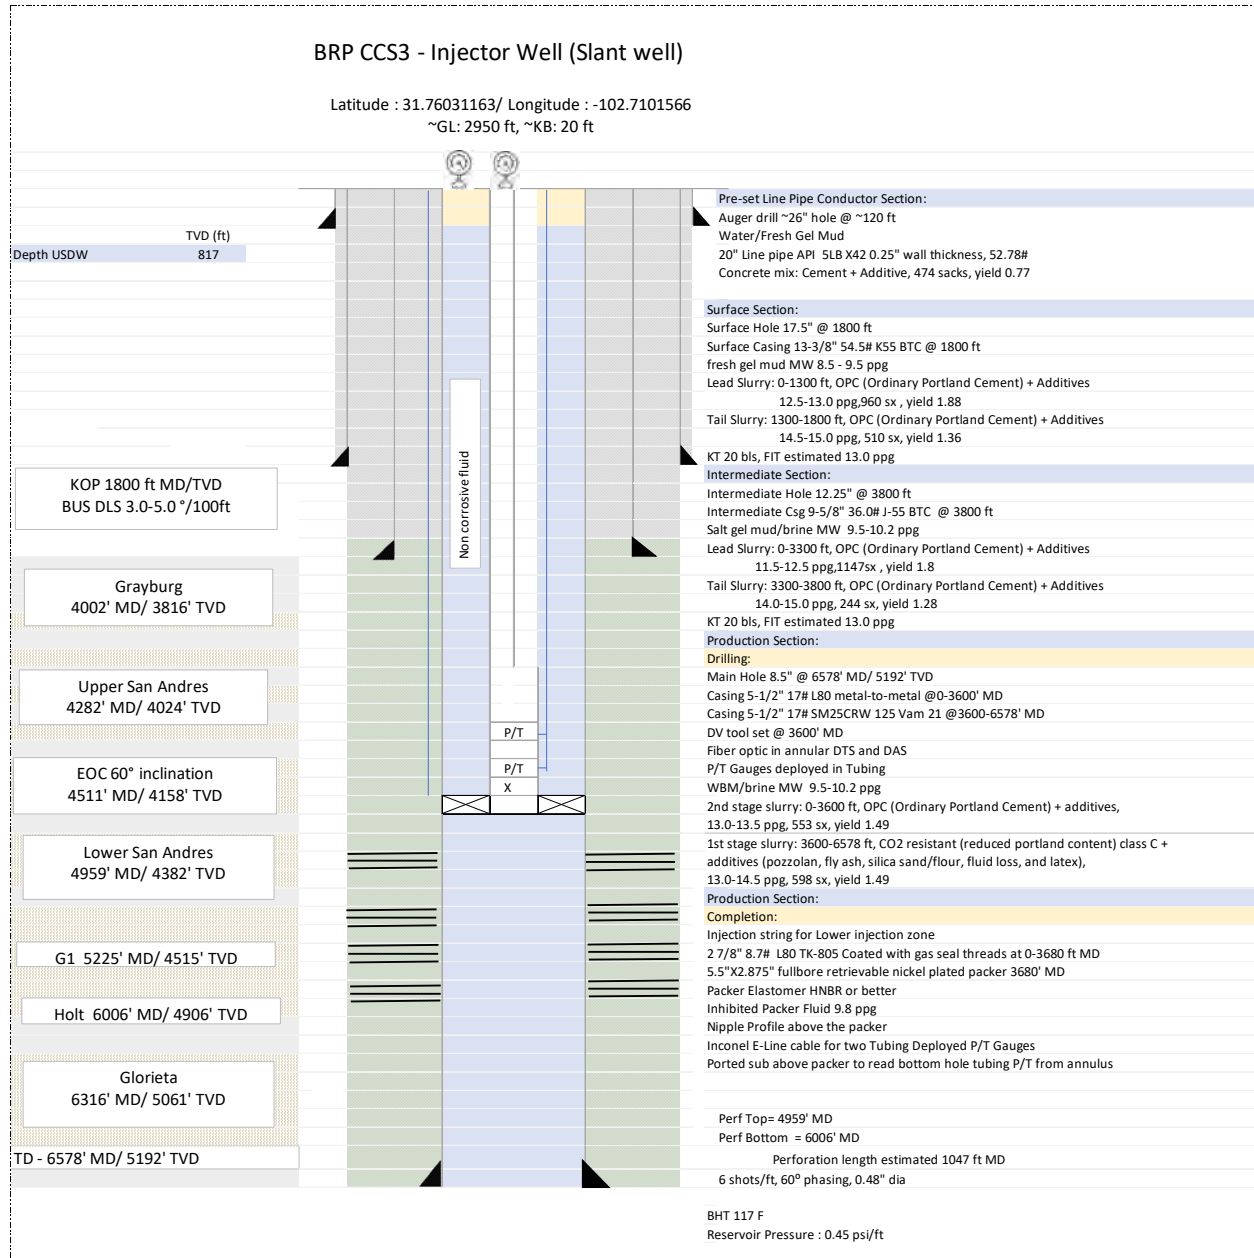 BRP CCS3 - Injector Well (Slant well)
Latitude : 31.76031163/ Longitude : -102.7101566
~GL: 2950 ft, ~KB: 20 ft
TVD (ft)
Depth USDW 817
KOP 1800 ft MD/TVD
BUS DLS 3.0-5.0 °/100ft
Grayburg
4002' MD/ 3816' TVD
Upper San Andres
4282' MD/ 4024' TVD
EOC 60° inclination
4511' MD/ 4158' TVD
Lower San Andres
4959' MD/ 4382' TVD
G1 5225' MD/ 4515' TVD
Holt 6006' MD/ 4906' TVD
Glorieta
6316' MD/ 5061' TVD
TD - 6578' MD/ 5192' TVD
Non corrosive fluid
P/T
P/T
X
Pre-set Line Pipe Conductor Section:
Auger drill ~26" hole @ ~120 ft
Water/Fresh Gel Mud
20" Line pipe API 5LB X42 0.25" wall thickness, 52.78#
Concrete mix: Cement + Additive, 474 sacks, yield 0.77
Surface Section:
Surface Hole 17.5" @ 1800 ft
Surface Casing 13-3/8" 54.5# K55 BTC @ 1800 ft
fresh gel mud MW 8.5 - 9.5 ppg
Lead Slurry: 0-1300 ft, OPC (Ordinary Portland Cement) + Additives
12.5-13.0 ppg,960 sx , yield 1.88
Tail Slurry: 1300-1800 ft, OPC (Ordinary Portland Cement) + Additives
14.5-15.0 ppg, 510 sx, yield 1.36
KT 20 bls, FIT estimated 13.0 ppg
Intermediate Section:
Intermediate Hole 12.25" @ 3800 ft
Intermediate Csg 9-5/8" 36.0# J-55 BTC @ 3800 ft
Salt gel mud/brine MW 9.5-10.2 ppg
Lead Slurry: 0-3300 ft, OPC (Ordinary Portland Cement) + Additives
11.5-12.5 ppg,1147sx , yield 1.8
Tail Slurry: 3300-3800 ft, OPC (Ordinary Portland Cement) + Additives
14.0-15.0 ppg, 244 sx, yield 1.28
KT 20 bls, FIT estimated 13.0 ppg
Production Section:
Drilling:
Main Hole 8.5" @ 6578' MD/ 5192' TVD
Casing 5-1/2" 17# L80 metal-to-metal @0-3600' MD
Casing 5-1/2" 17# SM25CRW 125 Vam 21 @3600-6578' MD
DV tool set @ 3600' MD
Fiber optic in annular DTS and DAS
P/T Gauges deployed in Tubing
WBM/brine MW 9.5-10.2 ppg
2nd stage slurry: 0-3600 ft, OPC (Ordinary Portland Cement) + additives,
13.0-13.5 ppg, 553 sx, yield 1.49
1st stage slurry: 3600-6578 ft, CO2 resistant (reduced portland content) class C +
additives (pozzolan, fly ash, silica sand/flour, fluid loss, and latex),
13.0-14.5 ppg, 598 sx, yield 1.49
Production Section:
Completion:
Injection string for Lower injection zone
2 7/8" 8.7# L80 TK-805 Coated with gas seal threads at 0-3680 ft MD
5.5"X2.875" fullbore retrievable nickel plated packer 3680' MD
Packer Elastomer HNBR or better
Inhibited Packer Fluid 9.8 ppg
Nipple Profile above the packer
Inconel E-Line cable for two Tubing Deployed P/T Gauges
Ported sub above packer to read bottom hole tubing P/T from annulus
Perf Top= 4959' MD
Perf Bottom = 6006' MD
Perforation length estimated 1047 ft MD
6 shots/ft, 60º phasing, 0.48" dia
BHT 117 F
Reservoir Pressure : 0.45 psi/ft